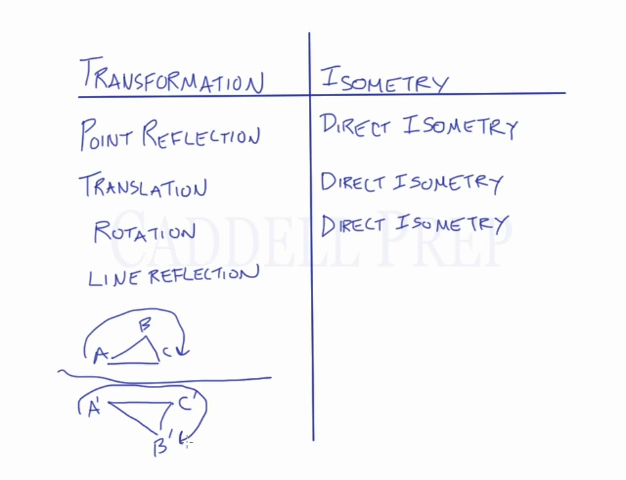 TRANSFORMATION ISOMETRY
POINT REFLECTION DIRECT ISOMETRY
TRANSLATION DIRECT ISOMETRY
ROTATION DIRECT ISOMETRY
CADDELL PREP
LINE REFLECTION
B
A C
A' C'
B'